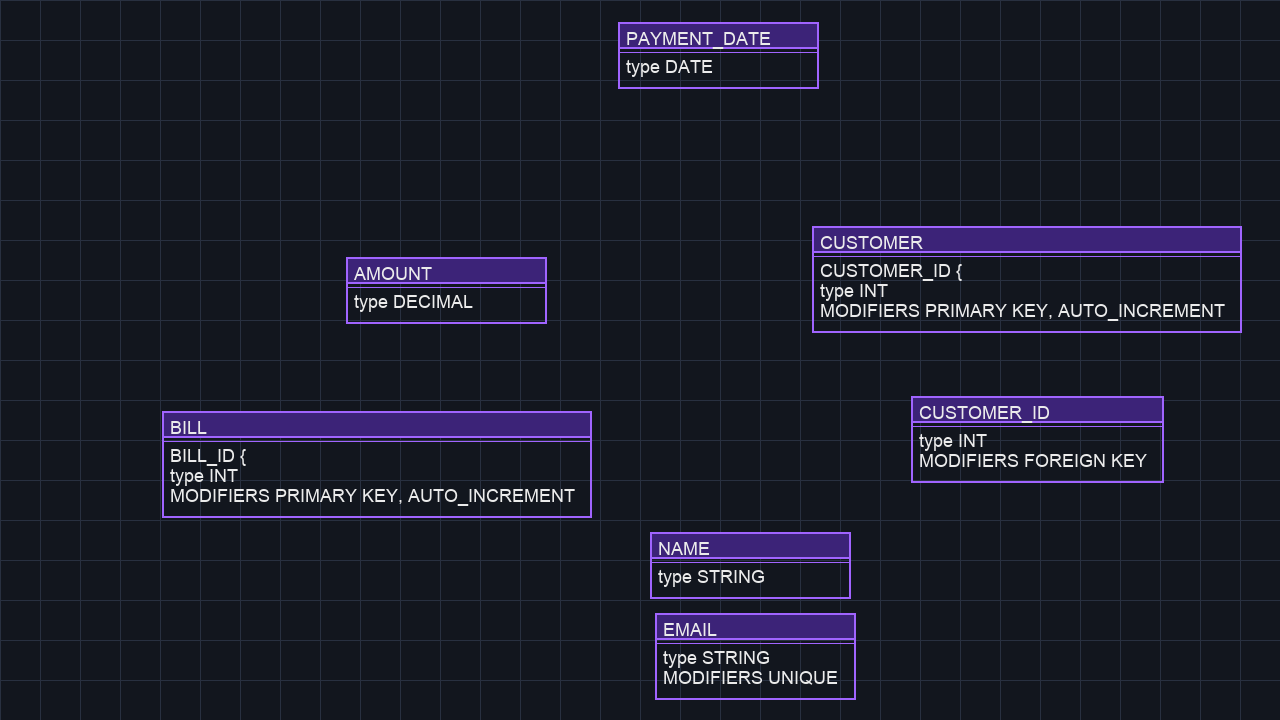 PAYMENT_DATE
type DATE
CUSTOMER
CUSTOMER_ID {
type INT
MODIFIERS PRIMARY KEY, AUTO_INCREMENT
AMOUNT
type DECIMAL
CUSTOMER_ID
type INT
MODIFIERS FOREIGN KEY
BILL
BILL_ID {
type INT
MODIFIERS PRIMARY KEY, AUTO_INCREMENT
NAME
type STRING
EMAIL
type STRING
MODIFIERS UNIQUE